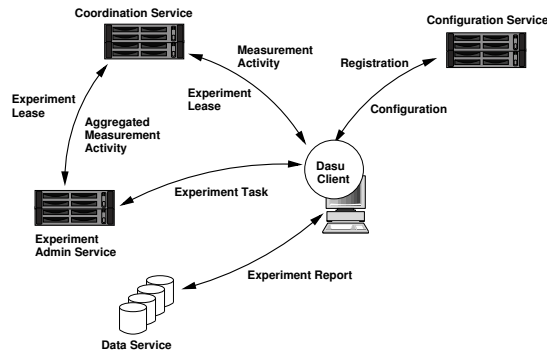 Coordination Service
Configuration Service
Measurement
Activity
Registration
Experiment
Lease
Experiment
Lease
Configuration
Aggregated
Measurement
Activity
Dasu
Client
Experiment Task
Experiment
Admin Service
Experiment Report
Data Service